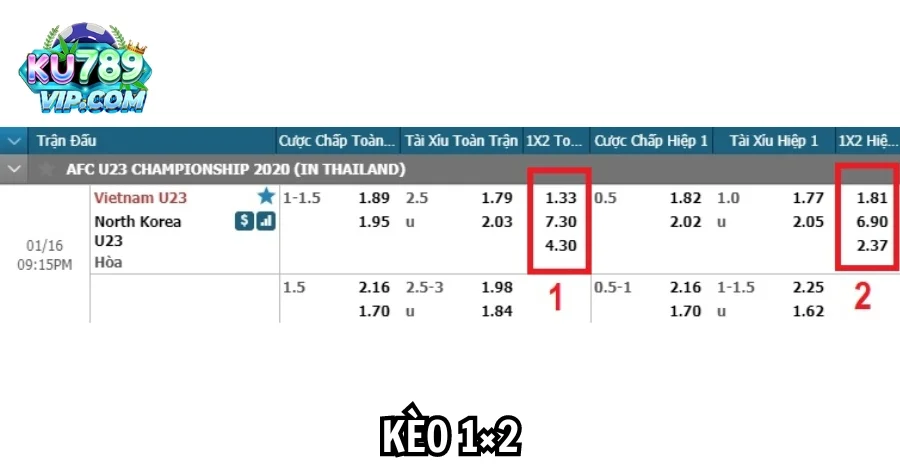 KU789
VIP.COM
Trận Đấu Cược Chấp Toàn... Tài Xỉu Toàn Trận 1X2 To... Cược Chấp Hiệp 1 Tài Xỉu Hiệp 1 1X2 Hiệ...
AFC U23 CHAMPIONSHIP 2020 (IN THAILAND)
Vietnam U23 1-1.5 1.89 2.5 1.79 1.33 0.5 1.82 1.0 1.77 1.81
North Korea $ 1.95 u 2.03 7.30 2.02 u 2.05 6.90
U23 4.30 2.37
01/16
Hòa
09:15PM
1.5 2.16 2.5-3 1.98 0.5-1 2.16 1-1.5 2.25
1.70 u 1.84 1.70 u 1.62
1 2
KÈO 1×2